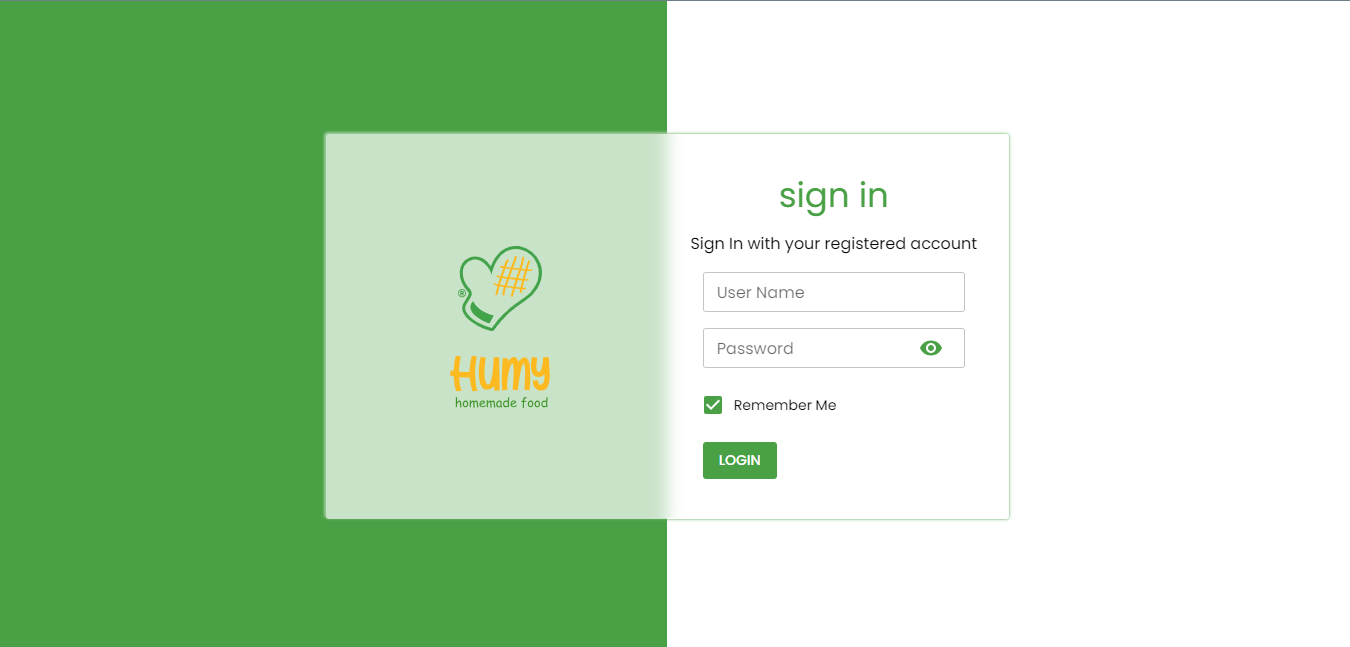 ®
Humy
homemade food
sign in
Sign In with your registered account
User Name
Password
Remember Me
LOGIN